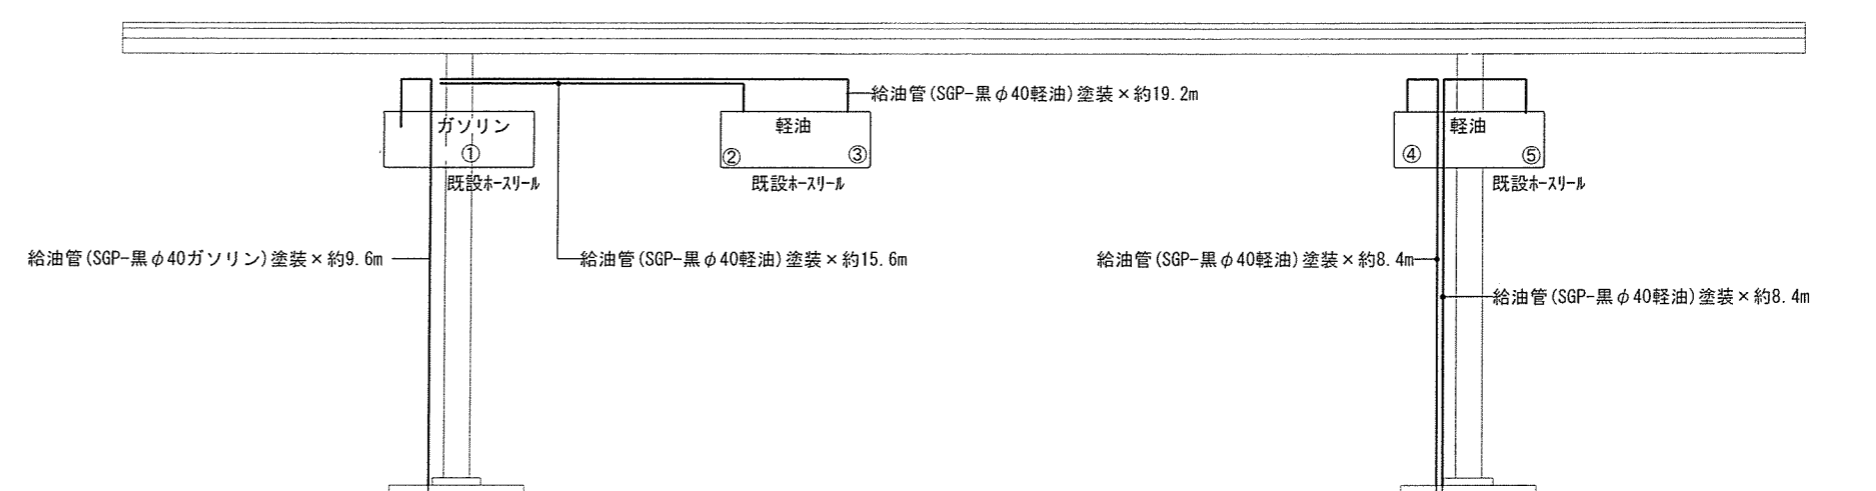 給油管(SGP-黒φ40軽油)塗装×約19.2m
ガソリン
①
既設ホースリール
軽油
② ③
既設ホースリール
軽油
④ ⑤
既設ホースリール
給油管(SGP-黒φ40ガソリン)塗装×約9.6m
給油管(SGP-黒φ40軽油)塗装×約15.6m
給油管(SGP-黒φ40軽油)塗装×約8.4m
給油管(SGP-黒φ40軽油)塗装×約8.4m